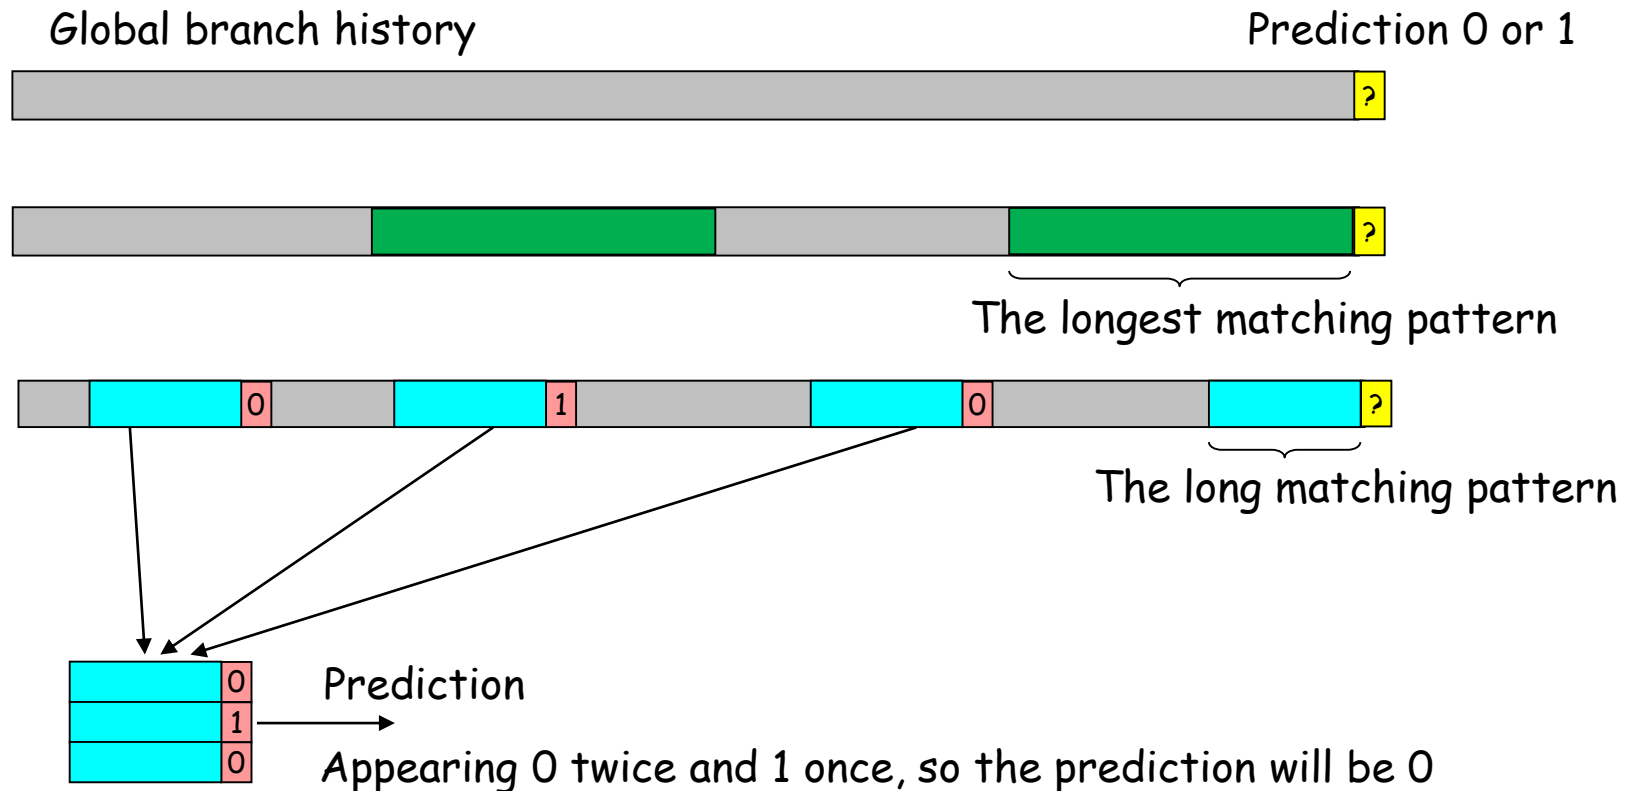 Global branch history Prediction 0 or 1
?
?
The longest matching pattern
0 1 0 ?
The long matching pattern
0
Prediction
1
0
Appearing 0 twice and 1 once, so the prediction will be 0